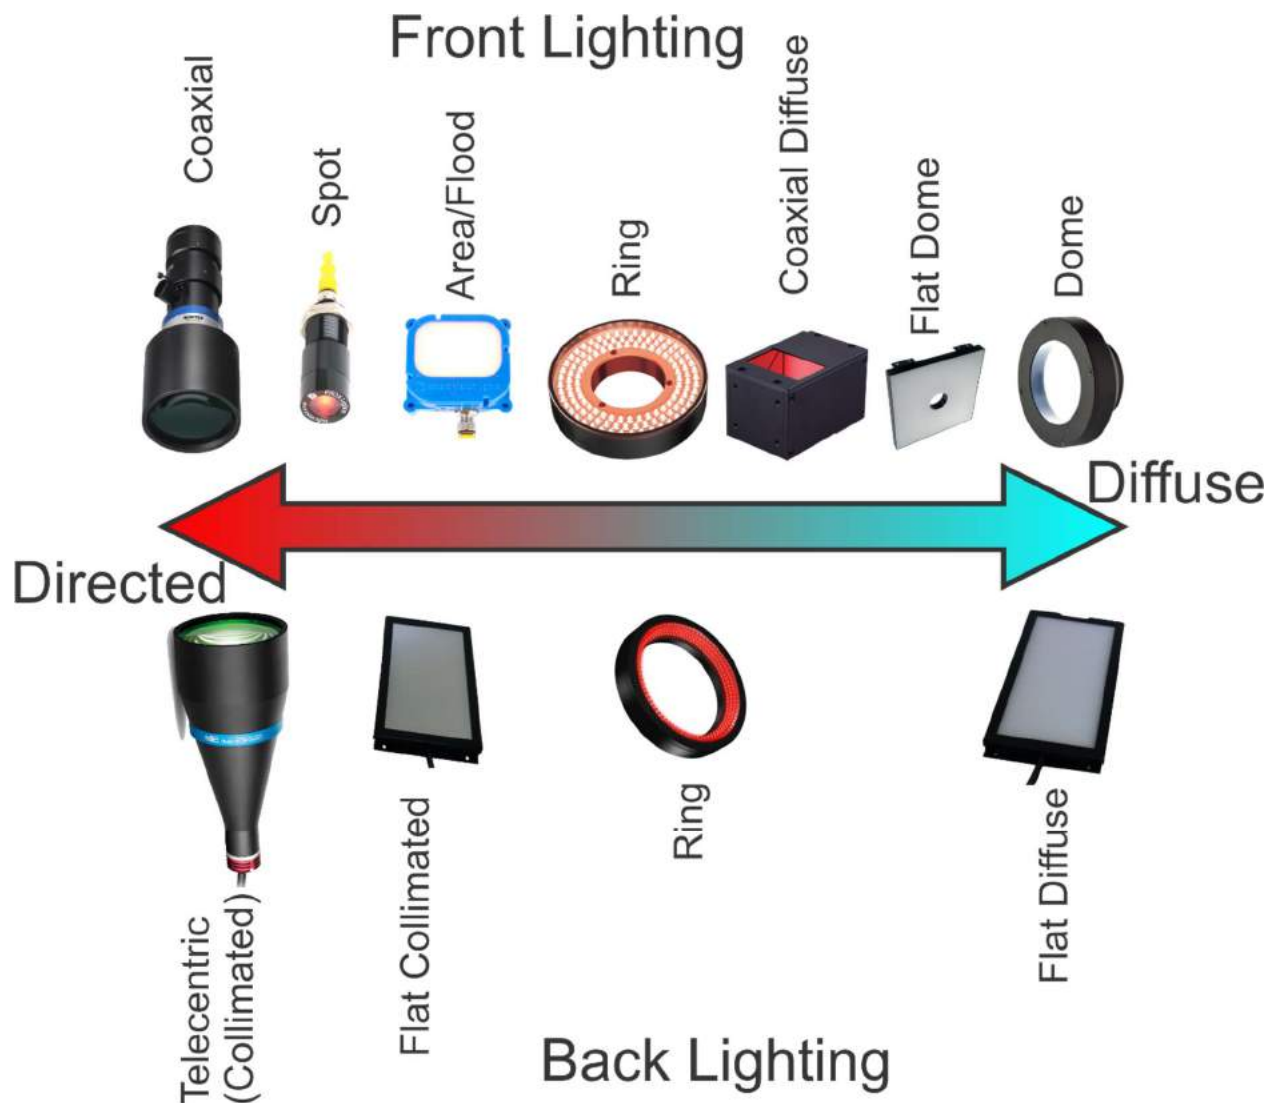 Front Lighting
Coaxial
Spot
Area/Flood
Ring
Coaxial Diffuse
Flat Dome
Dome
Diffuse
Directed
Telecentric
(Collimated)
Flat Collimated
Ring
Flat Diffuse
Back Lighting